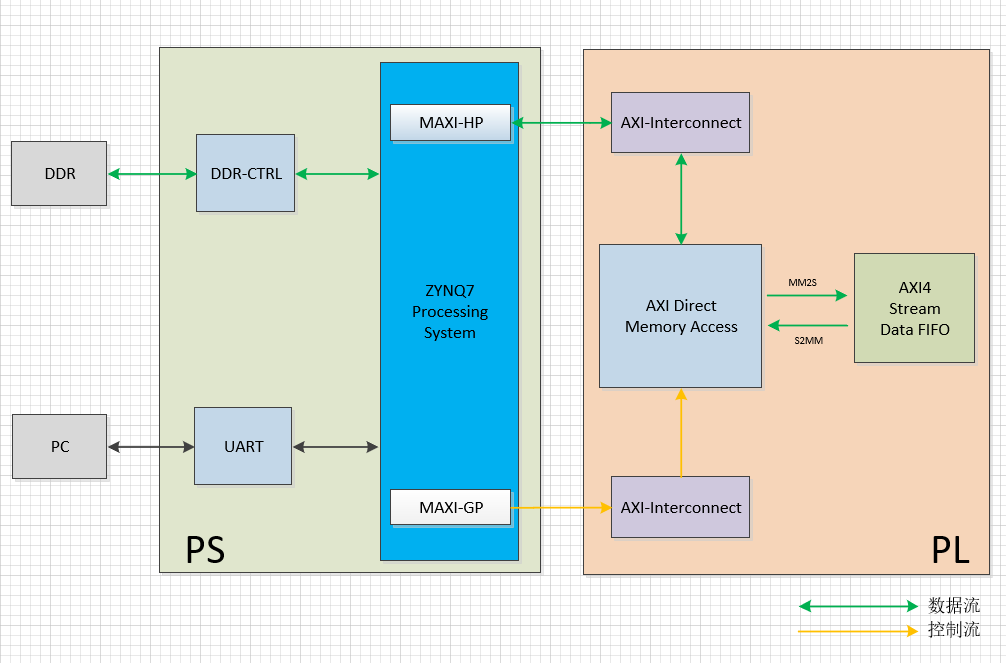 MAXI-HP
AXI-Interconnect
DDR
DDR-CTRL
ZYNQ7
Processing
System
AXI Direct
Memory Access
MM2S
S2MM
AXI4
Stream
Data FIFO
PC
UART
MAXI-GP
AXI-Interconnect
PS
PL
数据流
控制流